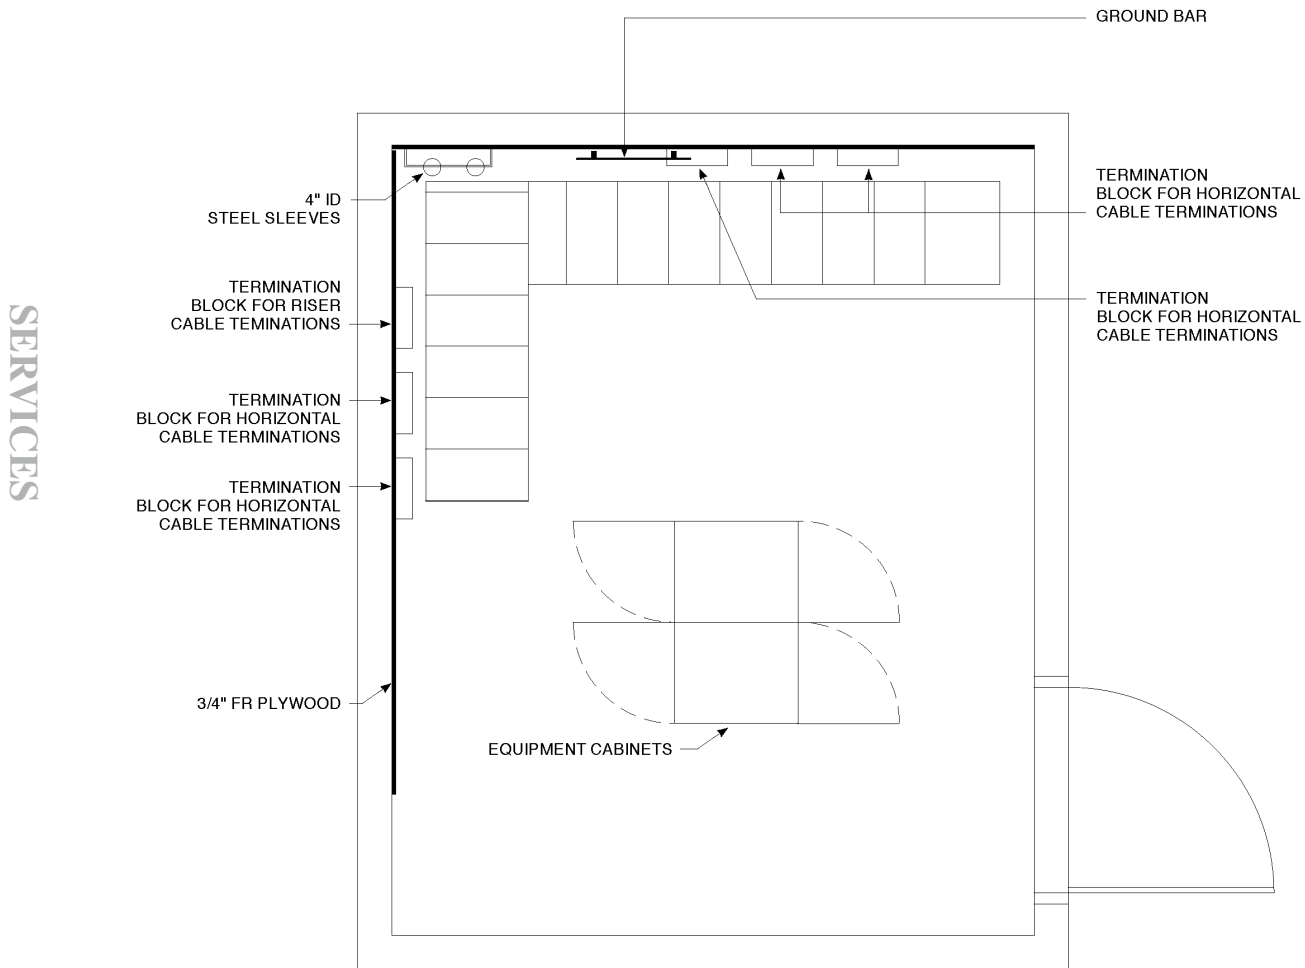 GROUND BAR
TERMINATION
BLOCK FOR HORIZONTAL
CABLE TERMINATIONS
4" ID
STEEL SLEEVES
TERMINATION
BLOCK FOR RISER
CABLE TEMINATIONS
TERMINATION
BLOCK FOR HORIZONTAL
CABLE TERMINATIONS
SERVICES
TERMINATION
BLOCK FOR HORIZONTAL
CABLE TERMINATIONS
TERMINATION
BLOCK FOR HORIZONTAL
CABLE TERMINATIONS
3/4" FR PLYWOOD
EQUIPMENT CABINETS